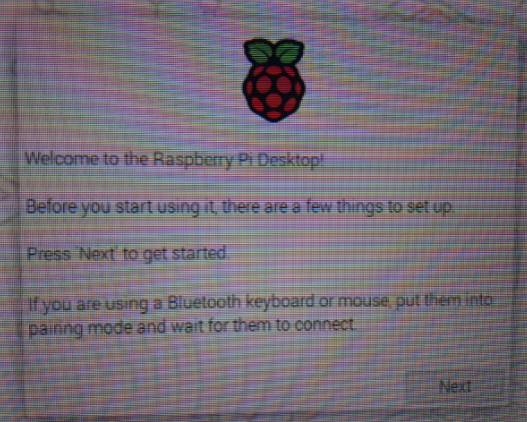 Welcome to the Raspberry Pi Desktop!
Before you start using it, there are a few things to set up.
Press 'Next' to get started.
If you are using a Bluetooth keyboard or mouse, put them into
pairing mode and wait for them to connect.
Next